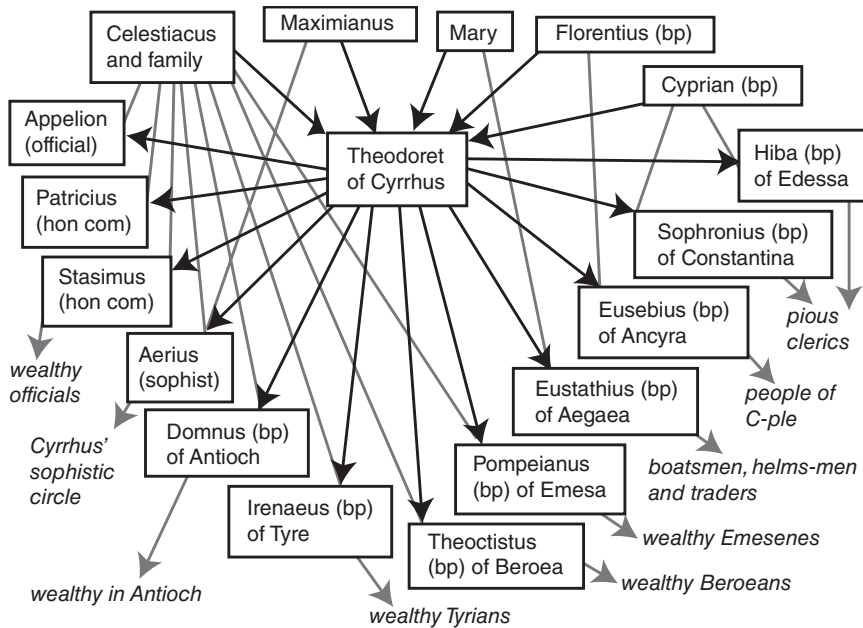 Celestiacus
and family
Maximianus
Mary
Florentius (bp)
Cyprian (bp)
Appelion
(official)
Theodoret
of Cyrrhus
Hiba (bp)
of Edessa
Patricius
(hon com)
Sophronius (bp)
of Constantina
Stasimus
(hon com)
Eusebius (bp)
of Ancyra
pious
clerics
wealthy
officials
Aerius
(sophist)
Eustathius (bp)
of Aegaea
people of
C-ple
Cyrrhus’
sophistic
circle
Domnus (bp)
of Antioch
Pompeianus
(bp) of Emesa
boatsmen, helms-men
and traders
Irenaeus (bp)
of Tyre
Theoctistus
(bp) of Beroea
wealthy Emesenes
wealthy in Antioch
wealthy Tyrians
wealthy Beroeans